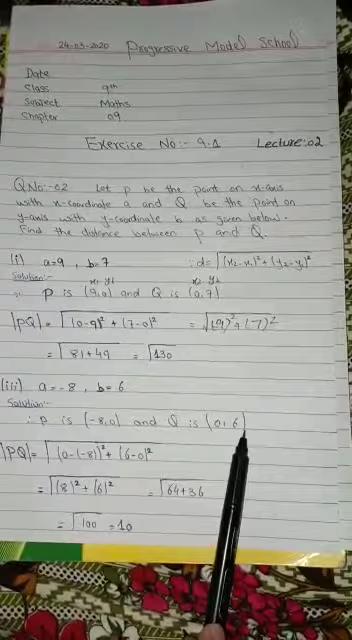 24-03-2020 Progressive Model School
Date
Class 9th
Subject Maths
Chapter 09
Exercise No:- 9.1 Lecture:02
QNo:-02 Let p be the point on x-axis
with x-coordinate a and Q be the point on
y-axis with y-coordinate b as given below.
Find the distance between p and Q.
(i) a=9 , b=7 ∴d=√(x₂-x₁)²+(y₂-y₁)²
Solution:-
x₁ y₁ x₂ y₂
∵ P is (9,0) and Q is (0,7)
|PQ|=√(0-9)²+(7-0)² =√(-9)²+(7)²
=√81+49 =√130
(iii) a=-8 , b=6
Solution:-
∴ P is (-8,0) and Q is (0,6)
|PQ|=√(0-(-8))²+(6-0)²
=√(8)²+(6)² =√64+36
=√100 =10